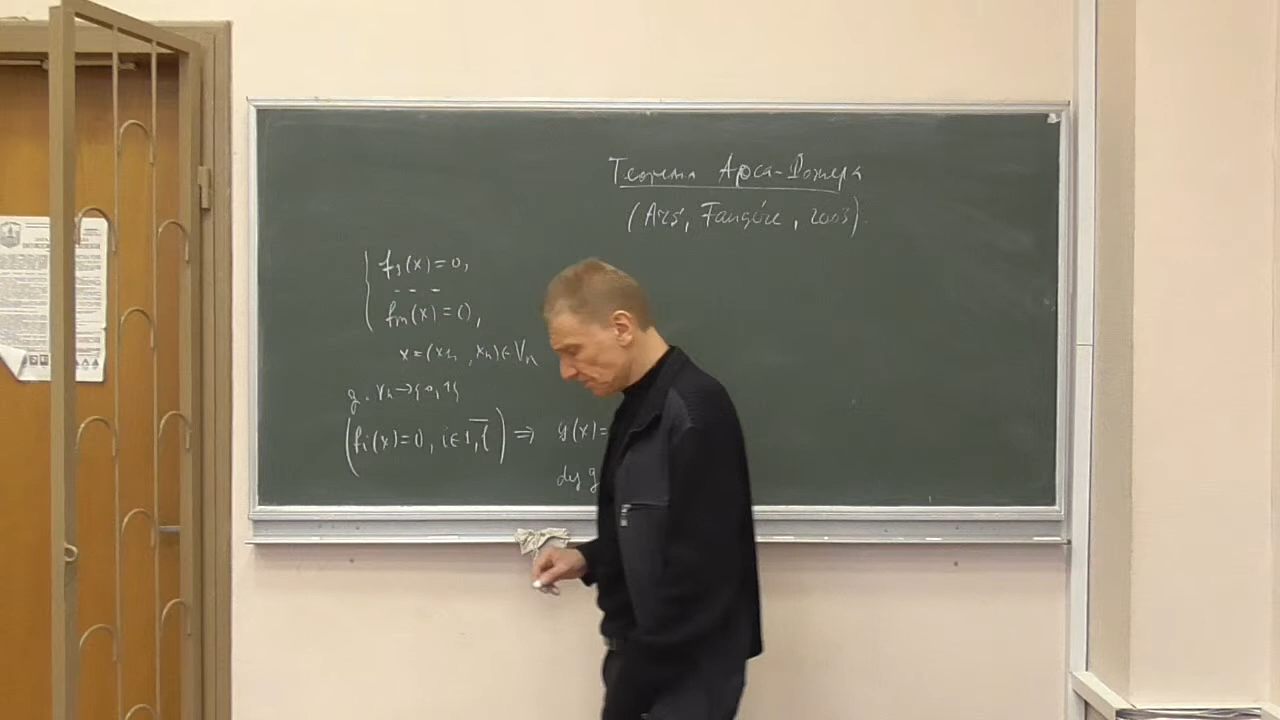 Теорема Арса-Фожера
(Ars, Faugère, 2003).
f₁(x)=0,
- - -
fₘ(x)=0,
x=(x₁, xₙ)∈Vₙ
g: Vₙ→{0,1}
(fᵢ(x)=0, i∈1,l) ⇒ g(x)=
deg g